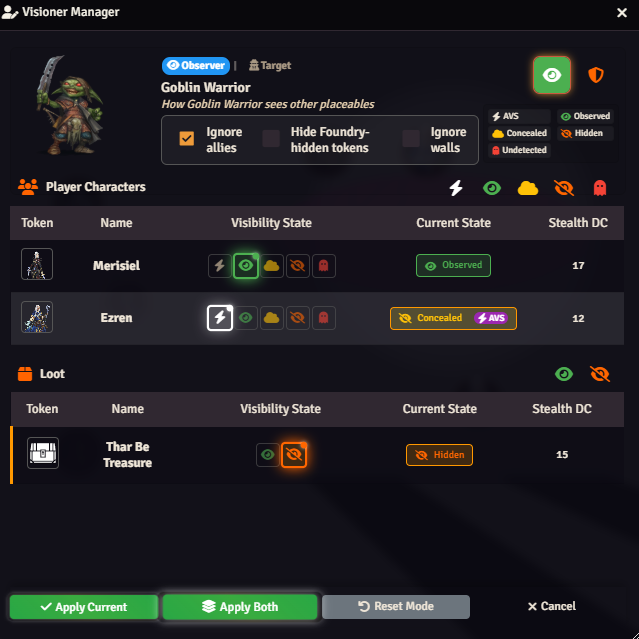 Visioner Manager
Observer | Target
Goblin Warrior
How Goblin Warrior sees other placeables
Ignore allies
Hide Foundry-hidden tokens
Ignore walls
AVS
Observed
Concealed
Hidden
Undetected
Player Characters
Token Name Visibility State Current State Stealth DC
Merisiel Observed 17
Ezren Concealed AVS 12
Loot
Token Name Visibility State Current State Stealth DC
Thar Be
Treasure
Hidden 15
Apply Current Apply Both Reset Mode Cancel